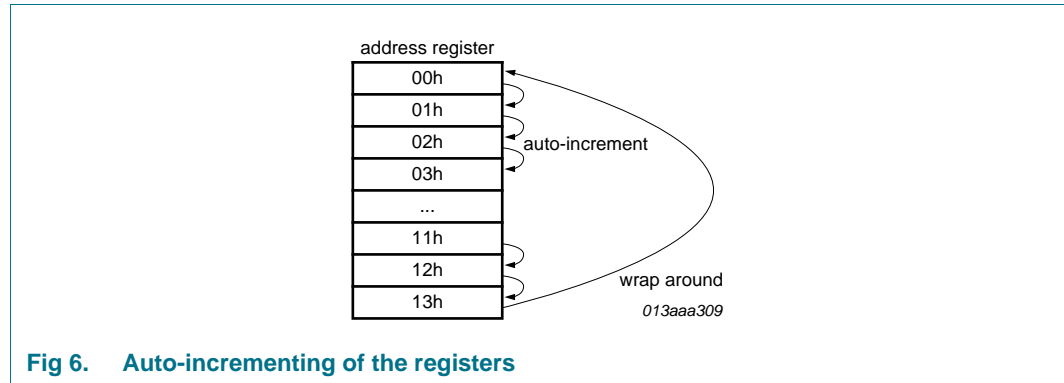 address register
00h
01h
02h
auto-increment
03h
...
11h
12h
wrap around
13h
013aaa309
Fig 6. Auto-incrementing of the registers